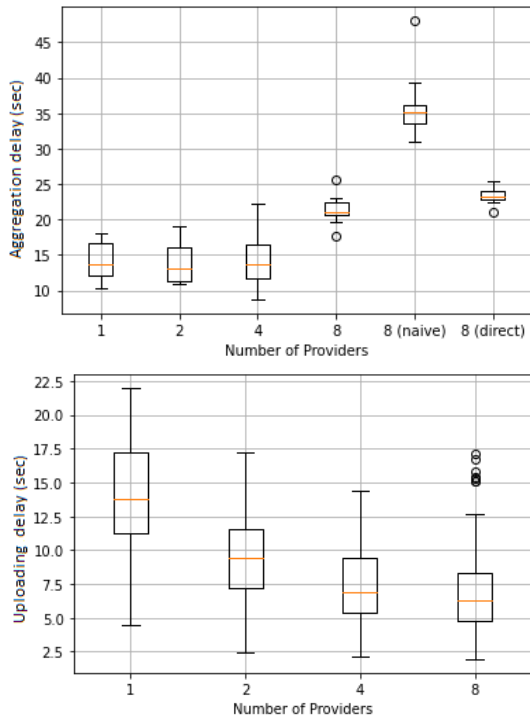 Aggregation delay (sec)
45
40
35
30
25
20
15
10
1 2 4 8 8 (naive) 8 (direct)
Number of Providers
Uploading delay (sec)
22.5
20.0
17.5
15.0
12.5
10.0
7.5
5.0
2.5
1 2 4 8
Number of Providers